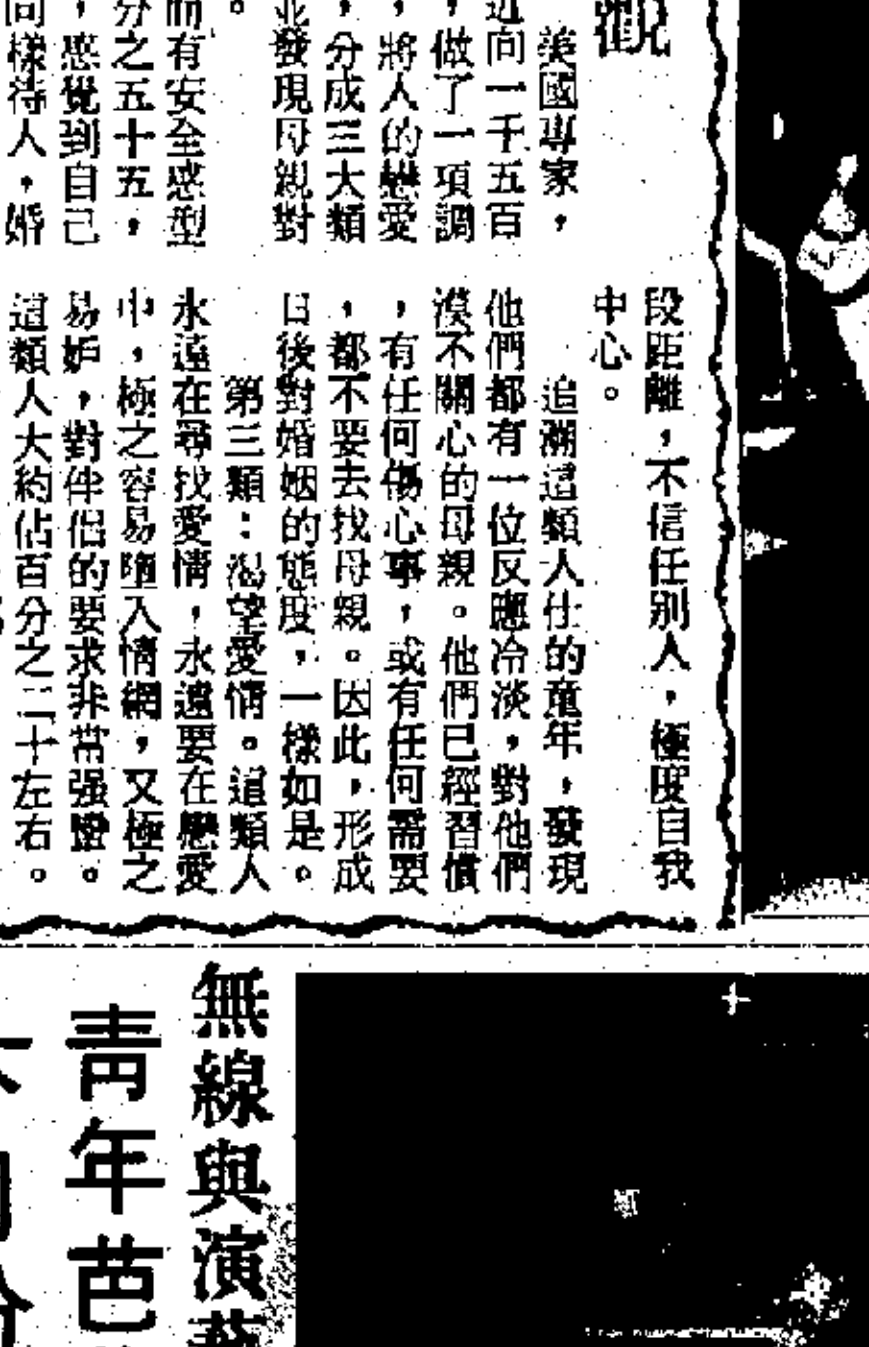 觀
美國專家，
近向一千五百
，做了一項調
，將人的戀愛
，分成三大類
並發現母親對
。
而有安全感型
分之五十五，
，感覺到自己
同樣待人，婚
段距離，不信任别人，極度自我
中心。
追溯這類人仕的童年，發現
他們都有一位反應冷淡，對他們
漠不關心的母親。他們已經習慣
，有任何傷心事，或有任何需要
，都不要去找母親。因此，形成
日後對婚姻的態度，一樣如是。
第三類：渴望愛情。這類人
永遠在尋找愛情，永遠要在戀愛
中，極之容易墮入情網，又極之
易妒，對伴侶的要求非常强蠻。
這類人大約佔百分之二十左右。
無線與演藝
青年芭